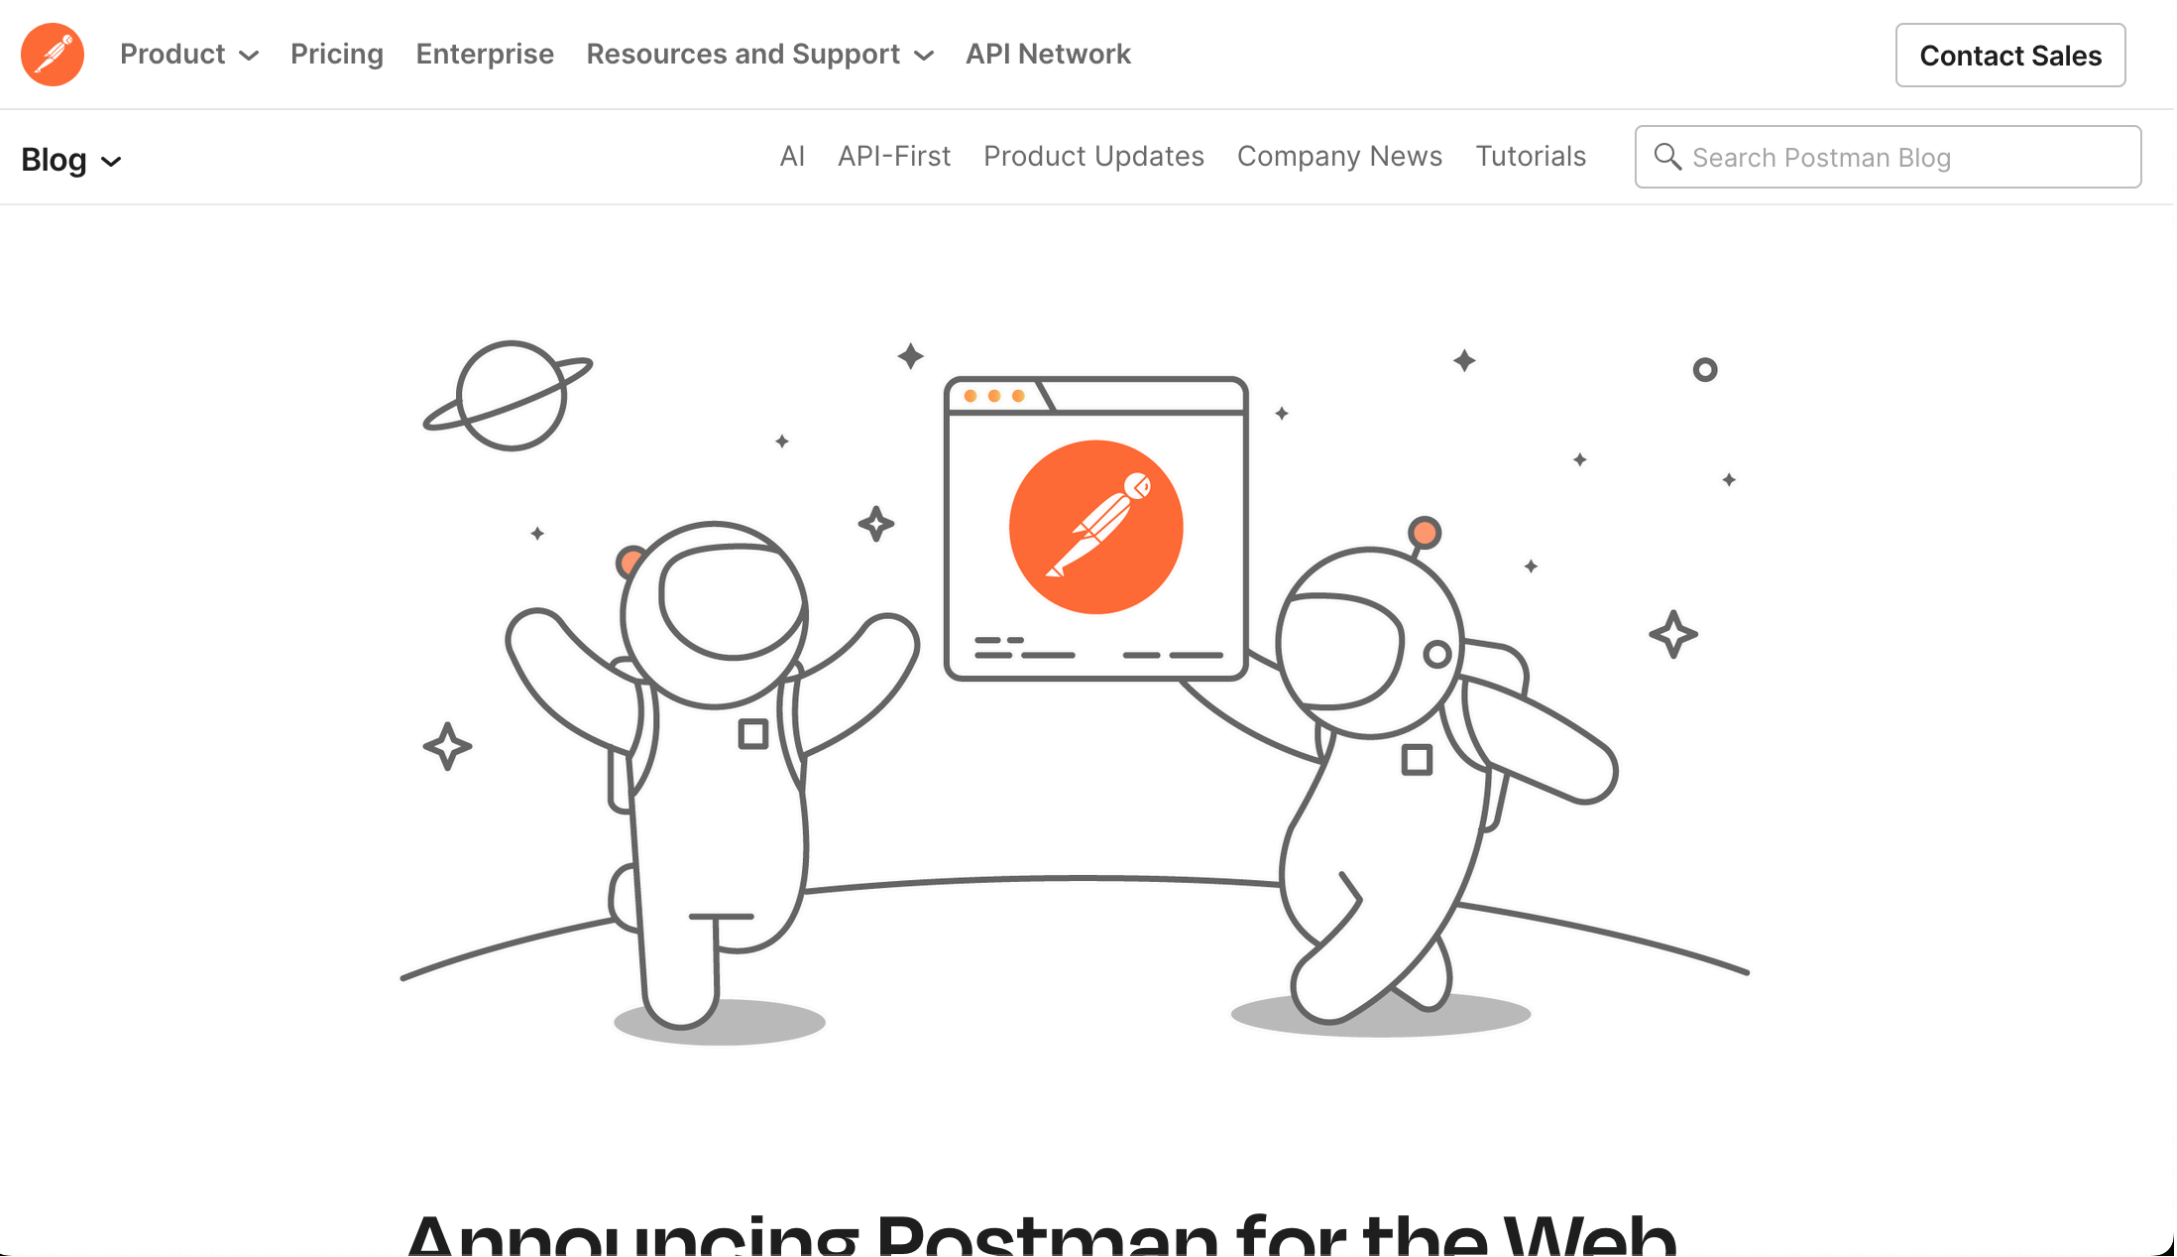 Product Pricing Enterprise Resources and Support API Network Contact Sales
Blog AI API-First Product Updates Company News Tutorials Search Postman Blog
Announcing Postman for the Web